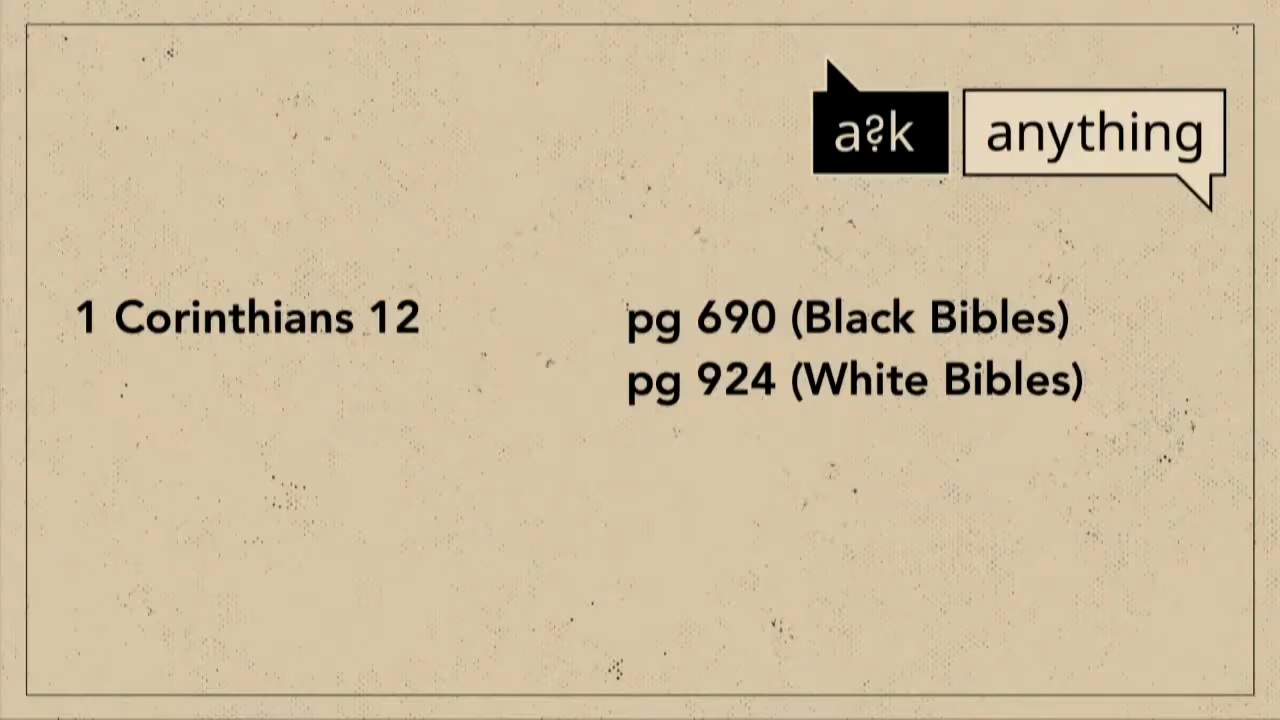 a?k anything
1 Corinthians 12 pg 690 (Black Bibles)
pg 924 (White Bibles)